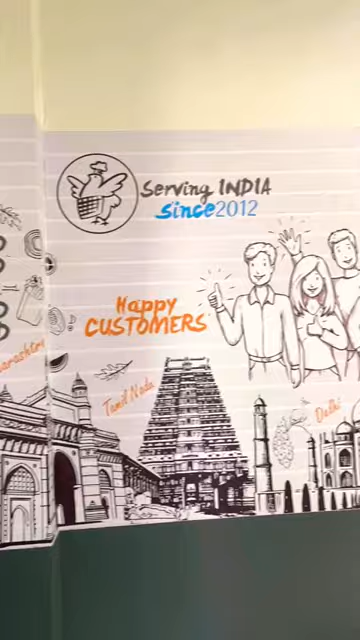 Serving INDIA
Since2012
Happy
CUSTOMERS
Tamil Nadu
Delhi